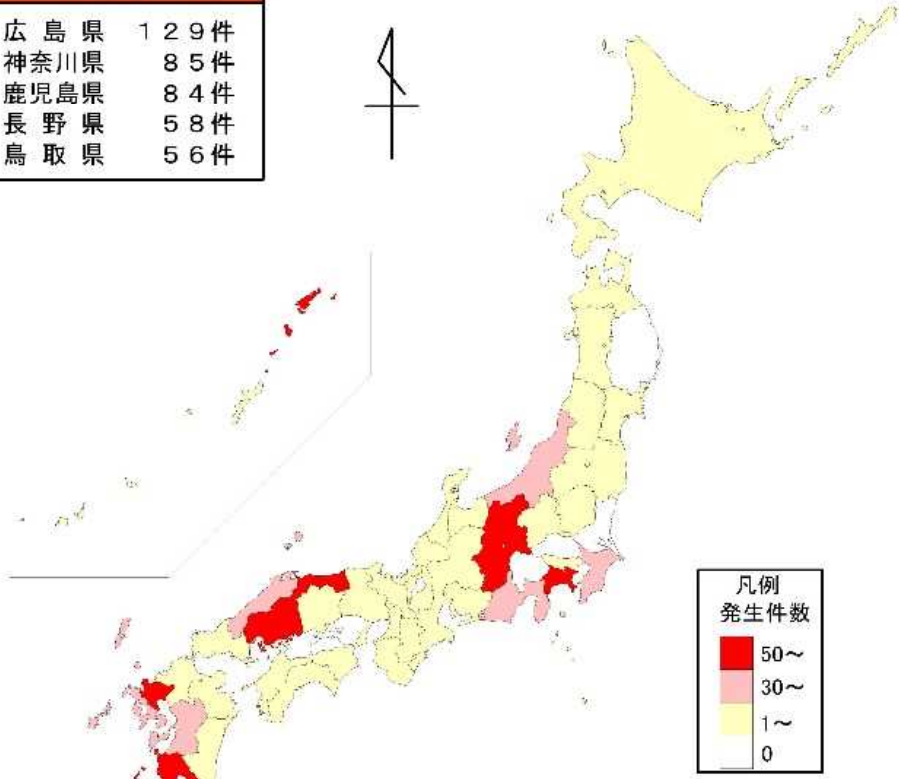 広島県 129件
神奈川県 85件
鹿児島県 84件
長野県 58件
鳥取県 56件
凡例
発生件数
50～
30～
1～
0